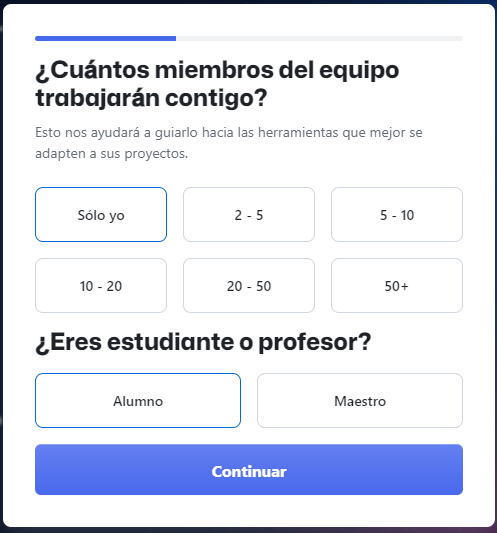 ¿Cuántos miembros del equipo
trabajarán contigo?
Esto nos ayudará a guiarlo hacia las herramientas que mejor se
adapten a sus proyectos.
Sólo yo
2 - 5
5 - 10
10 - 20
20 - 50
50+
¿Eres estudiante o profesor?
Alumno
Maestro
Continuar